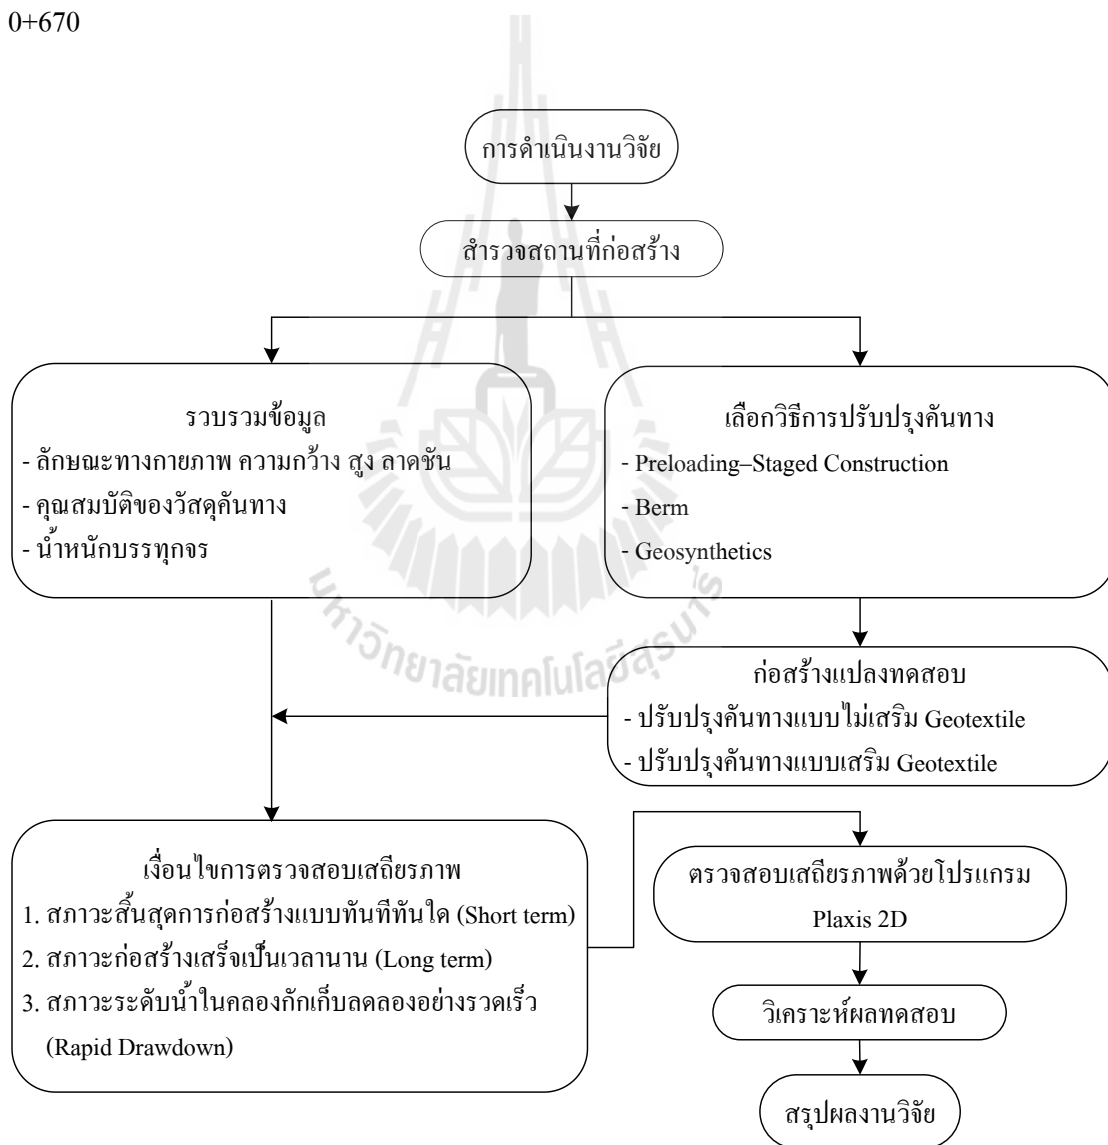 0+670
การดำเนินงานวิจัย
สำรวจสถานที่ก่อสร้าง
รวบรวมข้อมูล
- ลักษณะทางกายภาพ ความกว้าง สูง ลาดชัน
- คุณสมบัติของวัสดุคันทาง
- น้ำหนักบรรทุกจร
เลือกวิธีการปรับปรุงคันทาง
- Preloading–Staged Construction
- Berm
- Geosynthetics
ก่อสร้างแปลงทดสอบ
- ปรับปรุงคันทางแบบไม่เสริม Geotextile
- ปรับปรุงคันทางแบบเสริม Geotextile
เงื่อนไขการตรวจสอบเสถียรภาพ
1. สภาวะสิ้นสุดการก่อสร้างแบบทันทีทันใด (Short term)
2. สภาวะก่อสร้างเสร็จเป็นเวลานาน (Long term)
3. สภาวะระดับน้ำในคลองกักเก็บลดลองอย่างรวดเร็ว
(Rapid Drawdown)
ตรวจสอบเสถียรภาพด้วยโปรแกรม
Plaxis 2D
วิเคราะห์ผลทดสอบ
สรุปผลงานวิจัย
มหาวิทยาลัยเทคโนโลยีสุรนารี